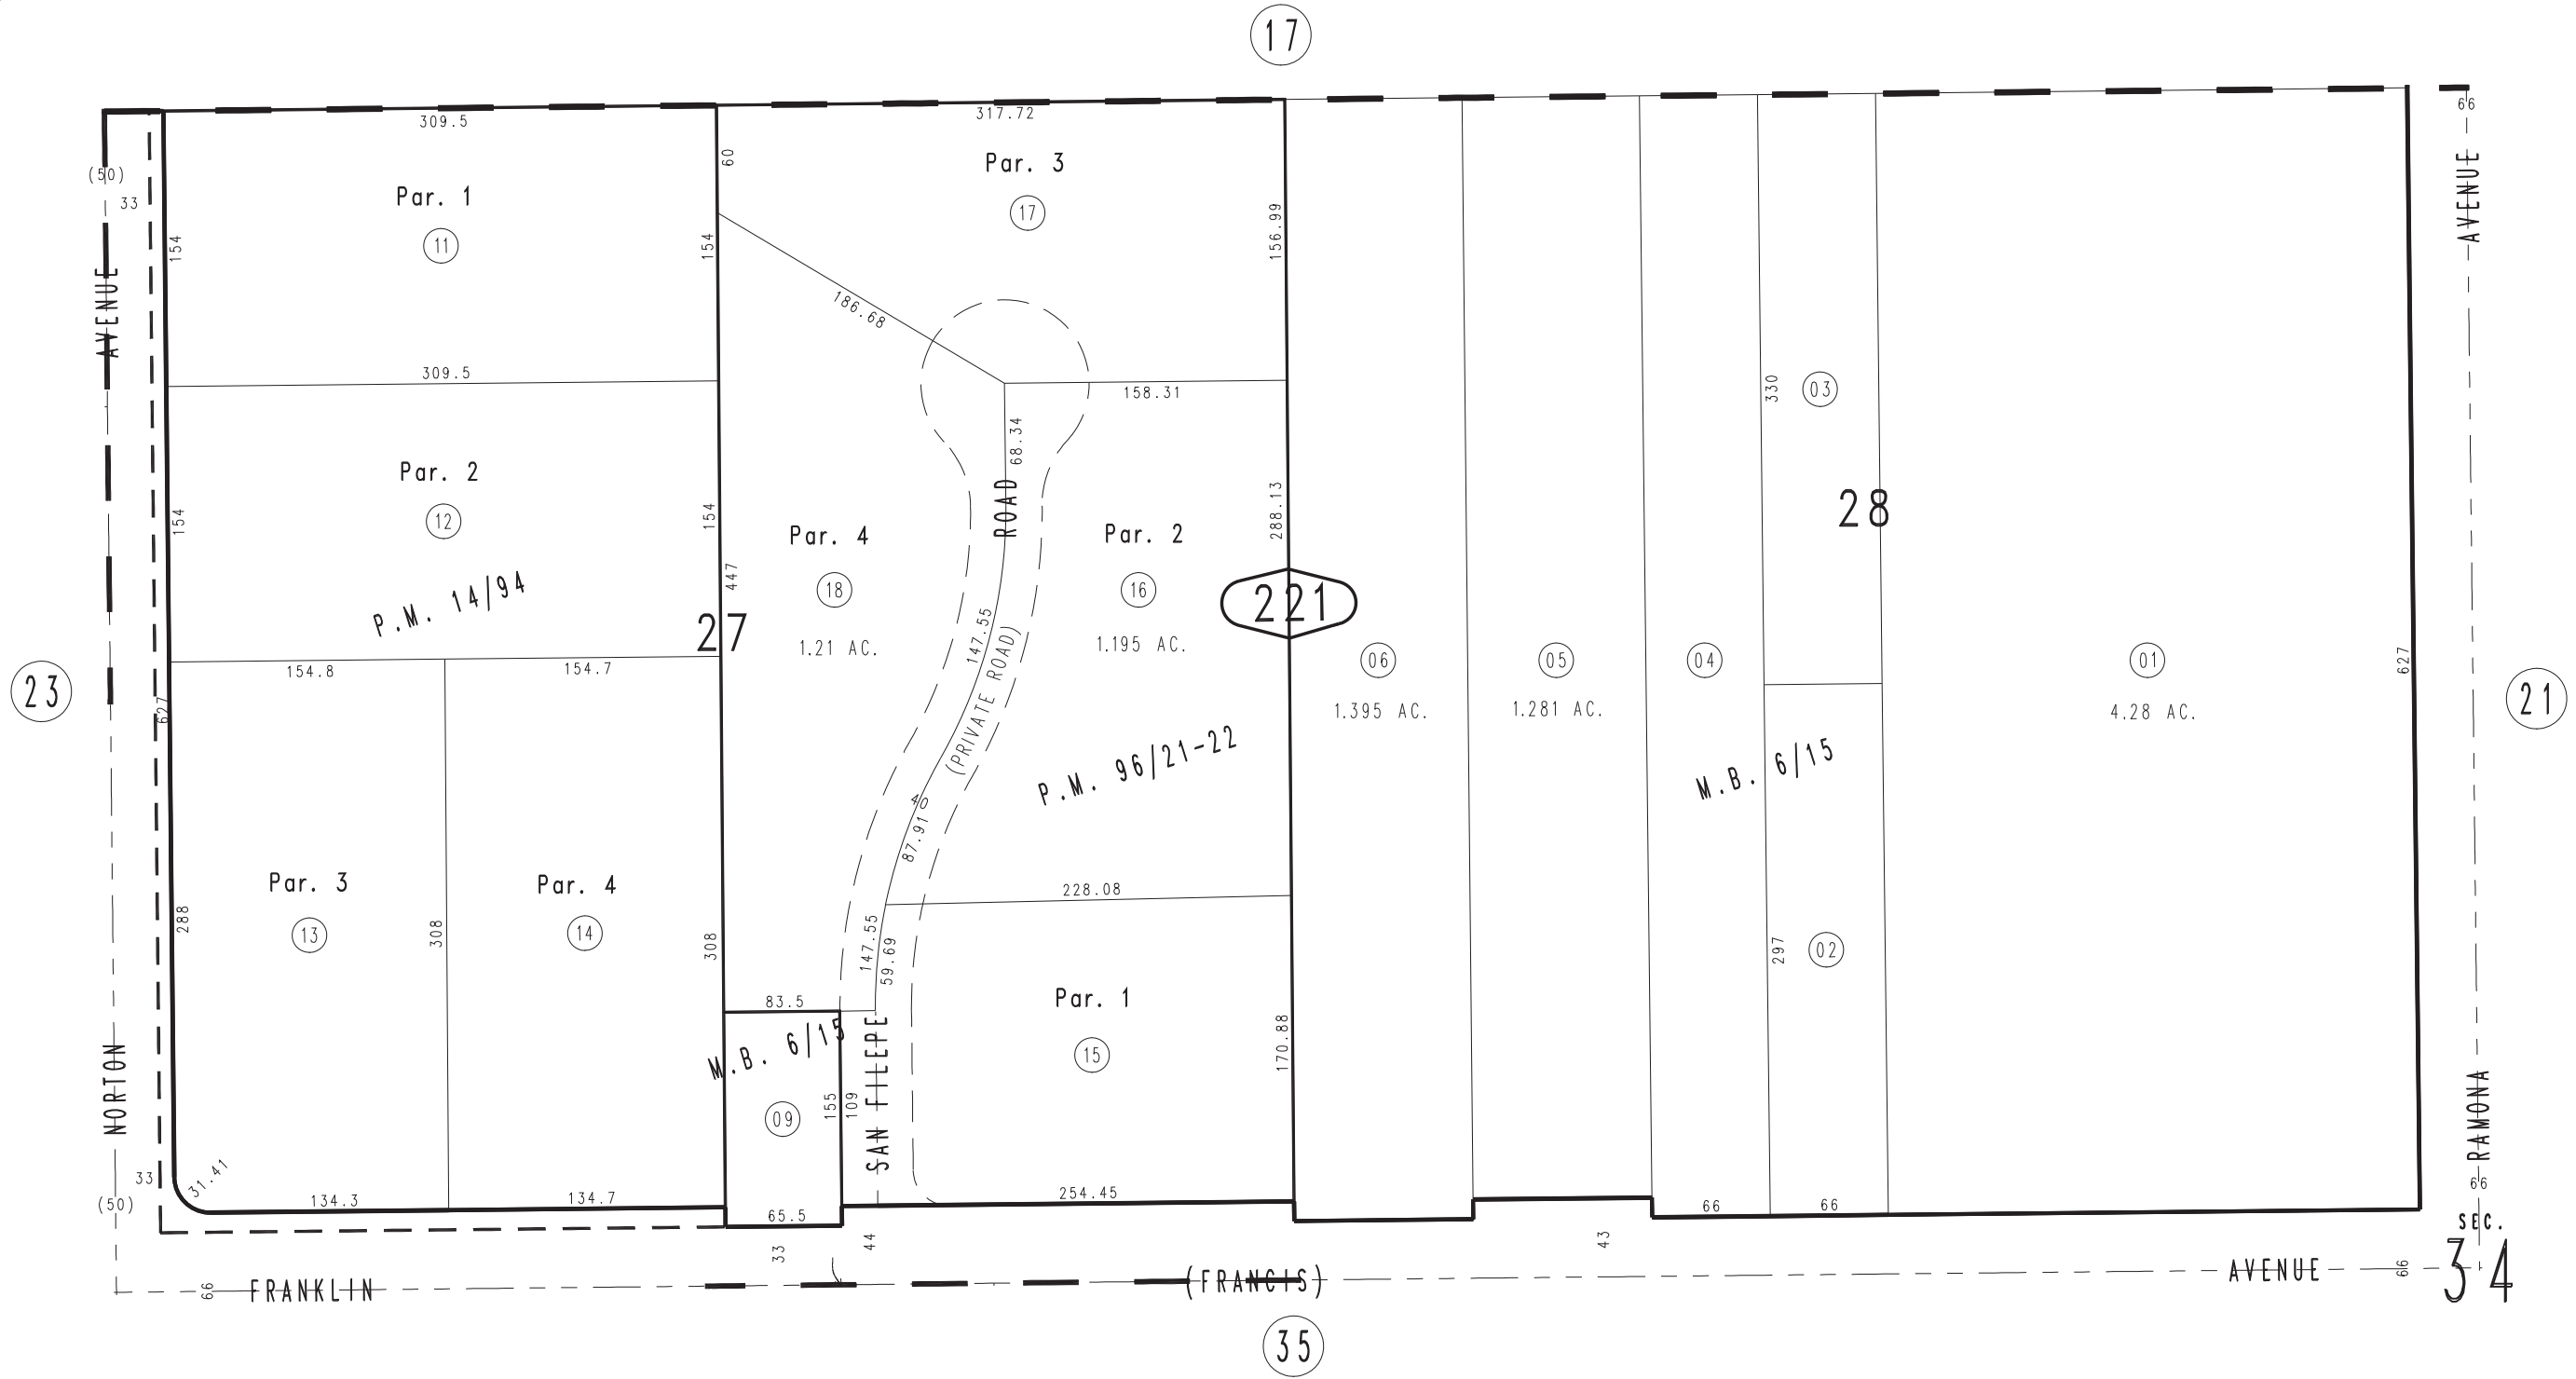 17
309.5
317.72
66
(50)
33
60
Par. 3
17
Par. 1
11
154
154
156.99
AVENUE
AVENUE
186.68
309.5
158.31
330
03
68.34
Par. 2
12
154
154
ROAD
288.13
28
Par. 4
18
1.21 AC.
447
Par. 2
16
1.195 AC.
P.M. 14/94
27
221
147.55
(PRIVATE ROAD)
154.8
154.7
06
1.395 AC.
05
1.281 AC.
04
01
4.28 AC.
627
23
627
21
P.M. 96/21-22
M.B. 6/15
40
87.91
Par. 3
13
288
308
Par. 4
14
308
228.08
147.55
59.69
297
02
83.5
M.B. 6/15
Par. 1
15
170.88
09
155
109
SAN FILEPE
NORTON
RAMONA
31.41
33
(50)
134.3
134.7
65.5
254.45
66
66
66
33
44
43
SEC.
34
66
FRANKLIN
(FRANCIS)
AVENUE
66
35